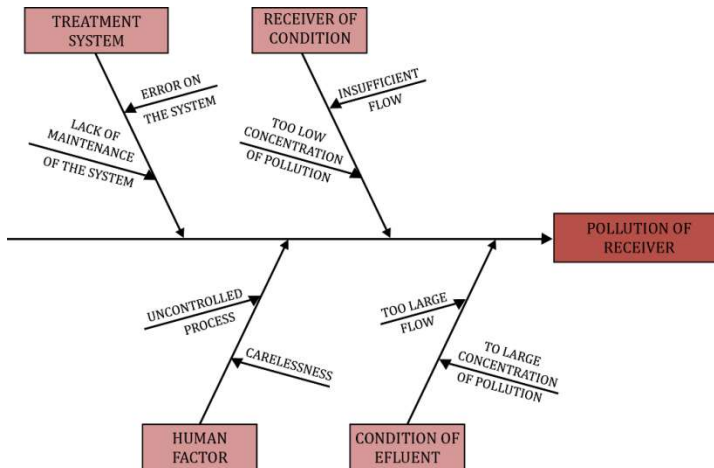 TREATMENT
SYSTEM
RECEIVER OF
CONDITION
ERROR ON
THE SYSTEM
LACK OF
MAINTENANCE
OF THE SYSTEM
INSUFFICIENT
FLOW
TOO LOW
CONCENTRATION
OF POLLUTION
POLLUTION OF
RECEIVER
UNCONTROLLED
PROCESS
CARELESSNESS
TOO LARGE
FLOW
TO LARGE
CONCENTRATION
OF POLLUTION
HUMAN
FACTOR
CONDITION OF
EFLUENT